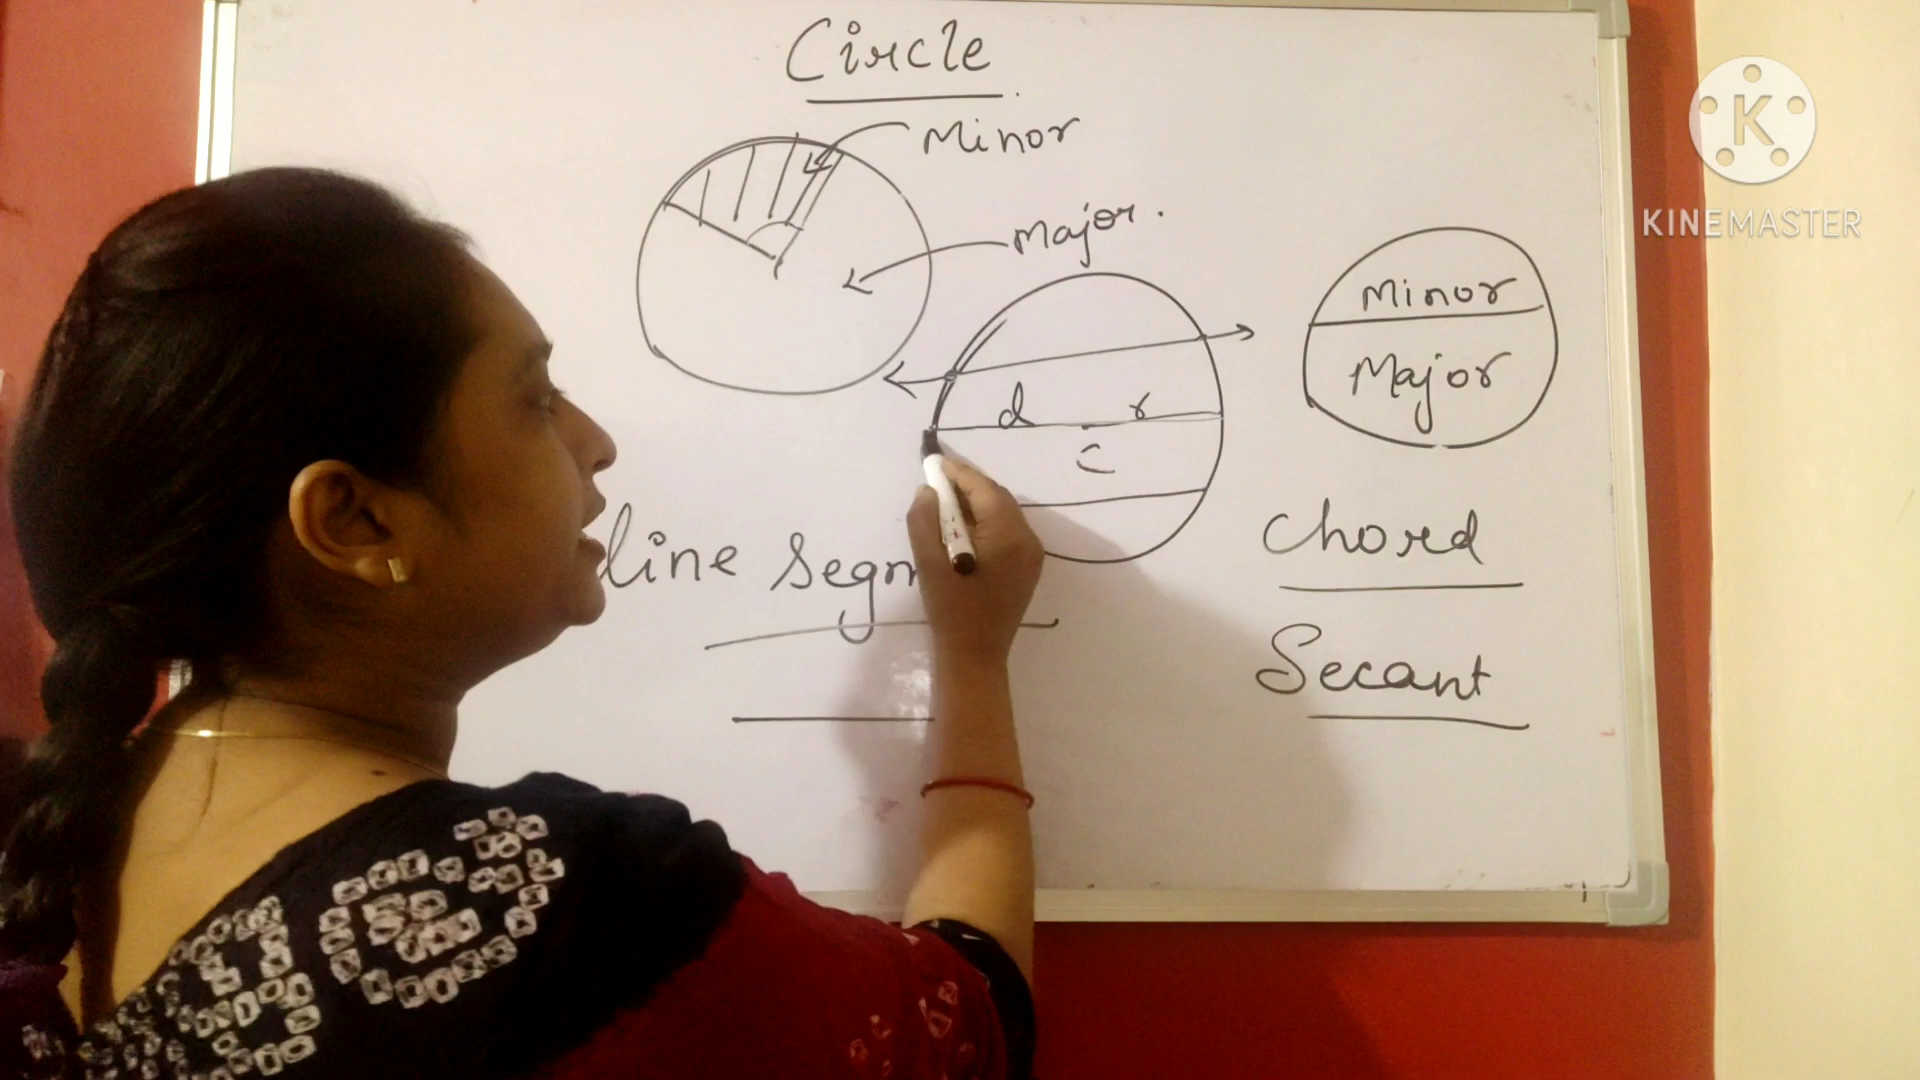 Circle
Minor
Major.
Minor
Major
d r
C
Chord
line segm
Secant
K
KINEMASTER